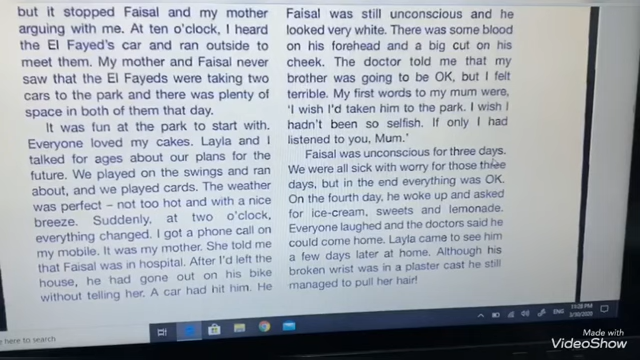 but it stopped Faisal and my mother
arguing with me. At ten o'clock, I heard
the El Fayed's car and ran outside to
meet them. My mother and Faisal never
saw that the El Fayeds were taking two
cars to the park and there was plenty of
space in both of them that day.
It was fun at the park to start with.
Everyone loved my cakes. Layla and I
talked for ages about our plans for the
future. We played on the swings and ran
about, and we played cards. The weather
was perfect – not too hot and with a nice
breeze. Suddenly, at two o'clock,
everything changed. I got a phone call on
my mobile. It was my mother. She told me
that Faisal was in hospital. After I'd left the
house, he had gone out on his bike
without telling her. A car had hit him. He
Faisal was still unconscious and he
looked very white. There was some blood
on his forehead and a big cut on his
cheek. The doctor told me that my
brother was going to be OK, but I felt
terrible. My first words to my mum were,
'I wish I'd taken him to the park. I wish I
hadn't been so selfish. If only I had
listened to you, Mum.'
Faisal was unconscious for three days.
We were all sick with worry for those three
days, but in the end everything was OK.
On the fourth day, he woke up and asked
for ice-cream, sweets and lemonade.
Everyone laughed and the doctors said he
could come home. Layla came to see him
a few days later at home. Although his
broken wrist was in a plaster cast he still
managed to pull her hair!
here to search
ENG
Made with
VideoShow